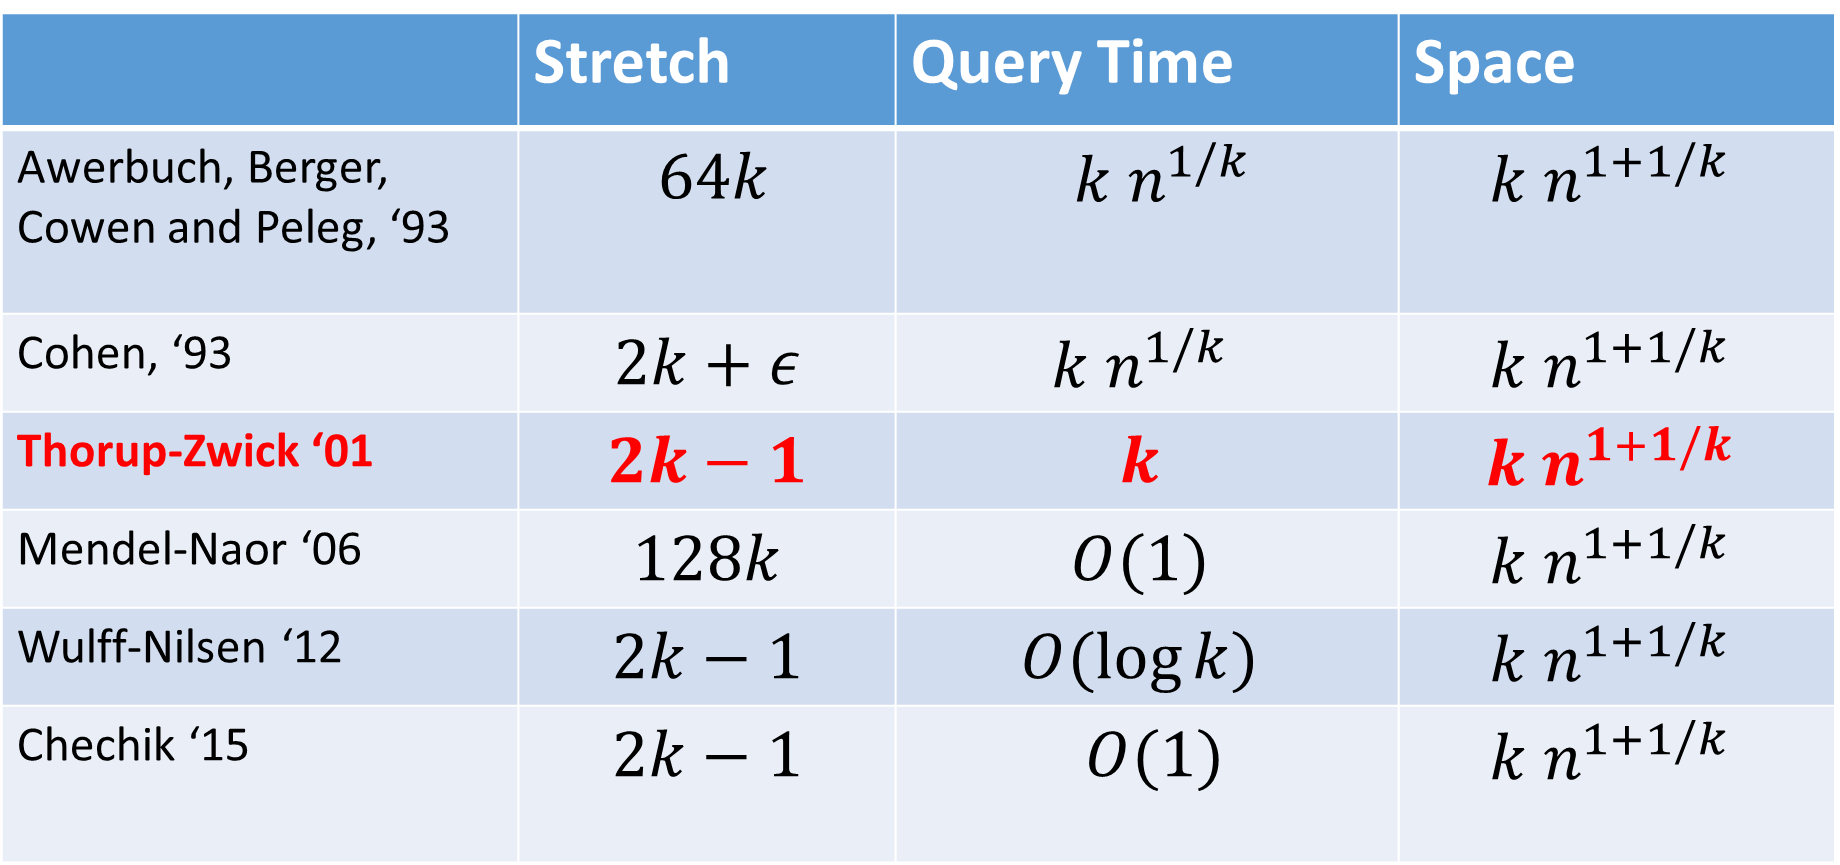 Stretch Query Time Space
Awerbuch, Berger,
Cowen and Peleg, ‘93 64k k n^{1/k} k n^{1+1/k}
Cohen, ‘93 2k + ϵ k n^{1/k} k n^{1+1/k}
Thorup-Zwick ‘01 2k − 1 k k n^{1+1/k}
Mendel-Naor ‘06 128k O(1) k n^{1+1/k}
Wulff-Nilsen ‘12 2k − 1 O(log k) k n^{1+1/k}
Chechik ‘15 2k − 1 O(1) k n^{1+1/k}